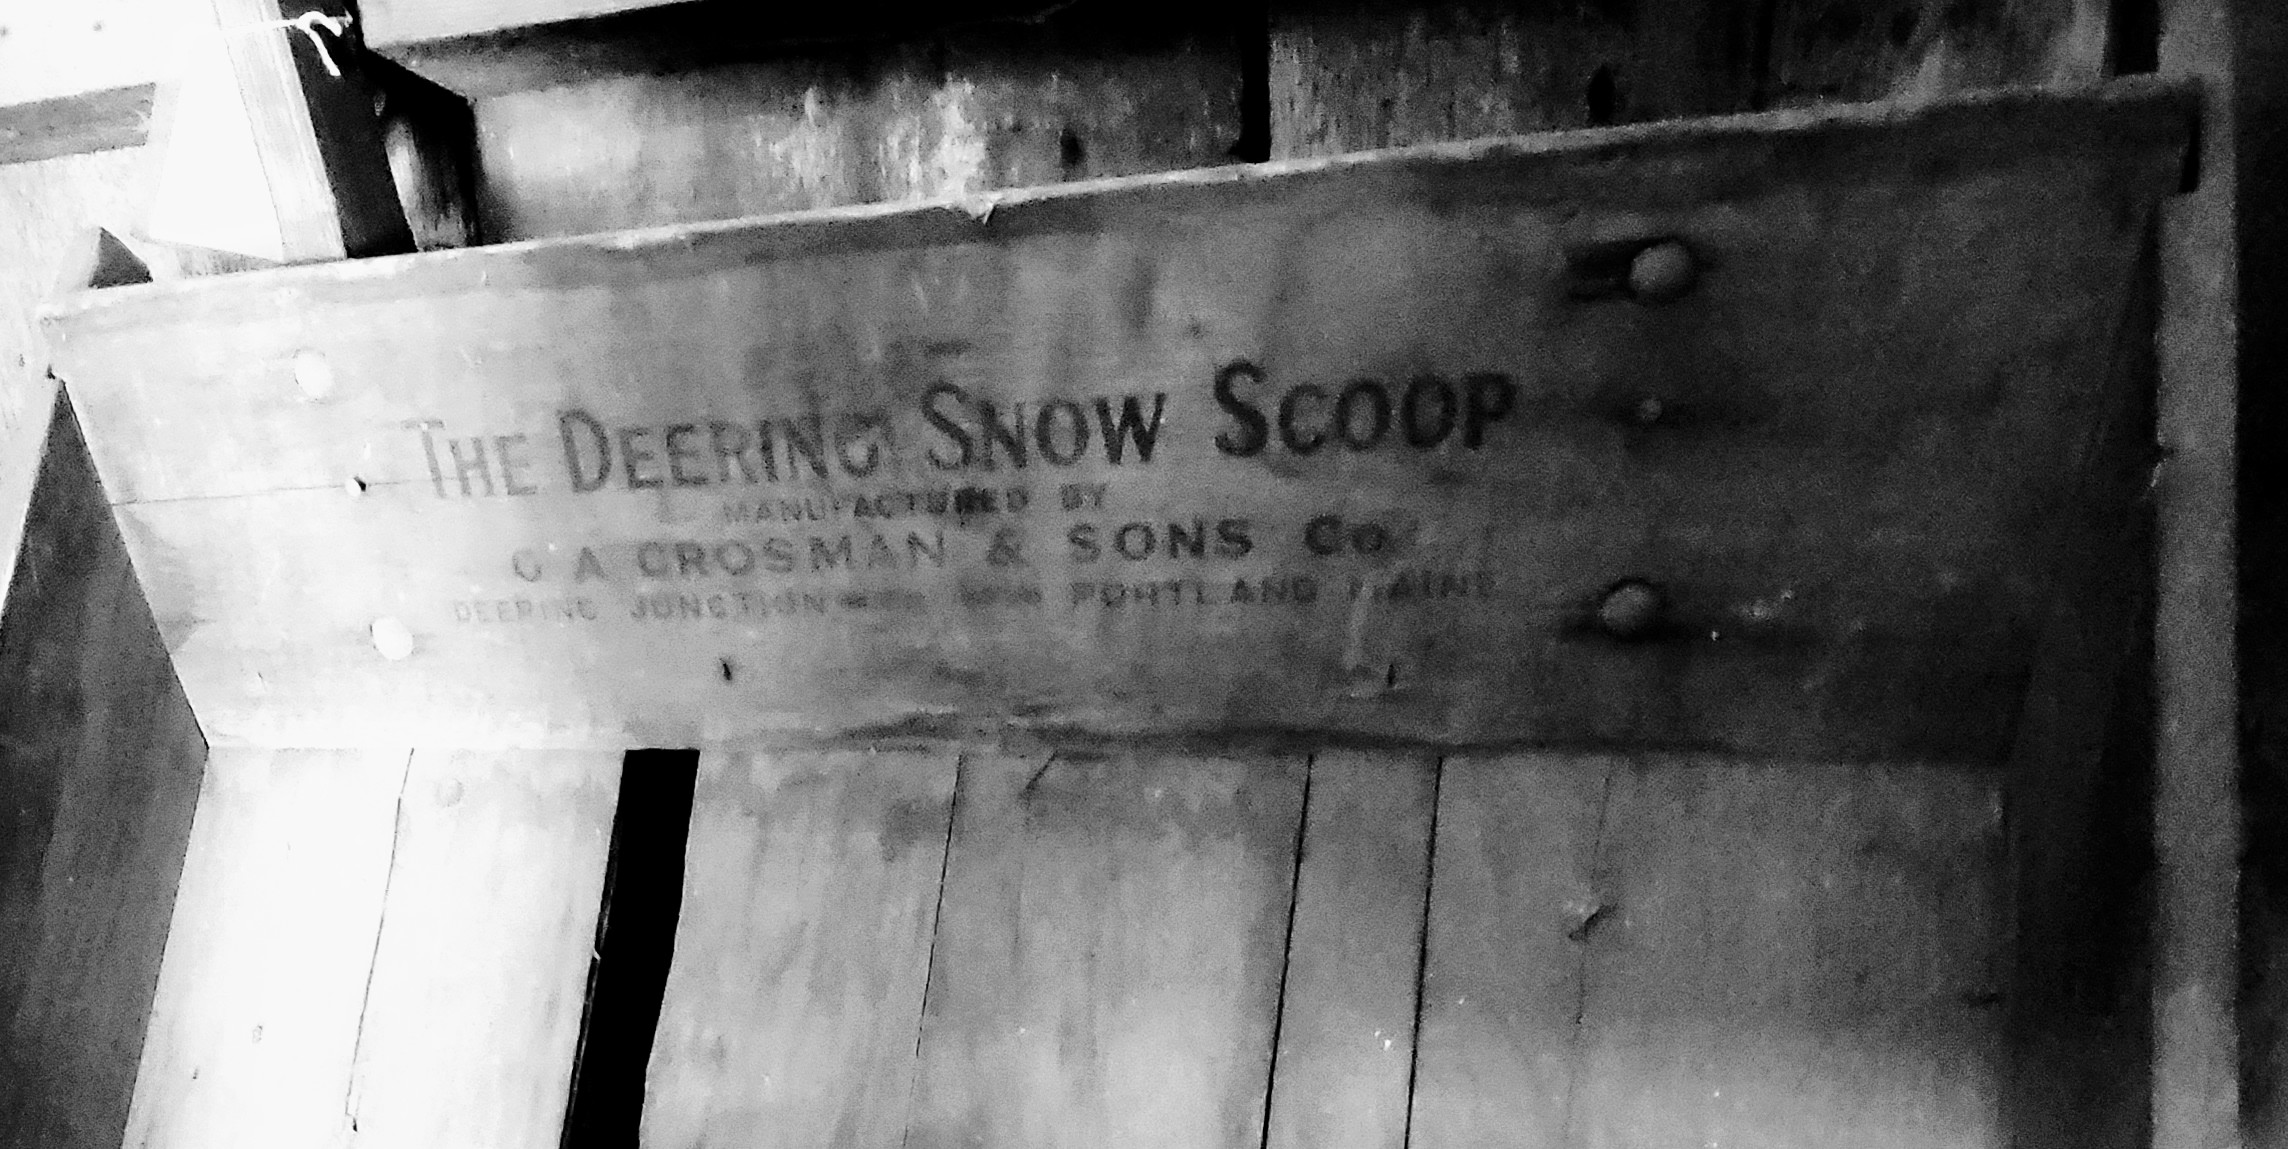 THE DEERING SNOW SCOOP
MANUFACTURED BY
C A CROSMAN & SONS Co.
DEERING JUNCTION PORTLAND MAINE